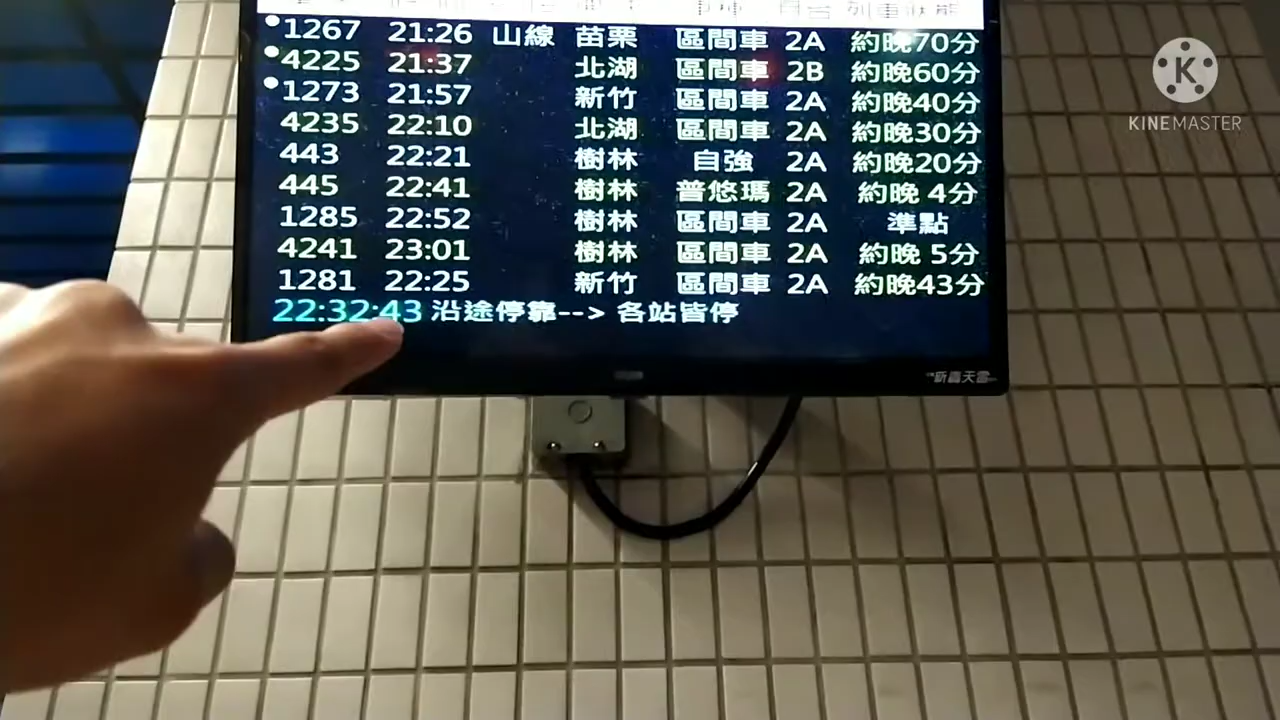 1267 21:26 山線 苗栗 區間車 2A 約晚70分
4225 21:37 北湖 區間車 2B 約晚60分
1273 21:57 新竹 區間車 2A 約晚40分
4235 22:10 北湖 區間車 2A 約晚30分
443 22:21 樹林 自強 2A 約晚20分
445 22:41 樹林 普悠瑪 2A 約晚 4分
1285 22:52 樹林 區間車 2A 準點
4241 23:01 樹林 區間車 2A 約晚 5分
1281 22:25 新竹 區間車 2A 約晚43分
22:32:43 沿途停靠--> 各站皆停
KINEMASTER